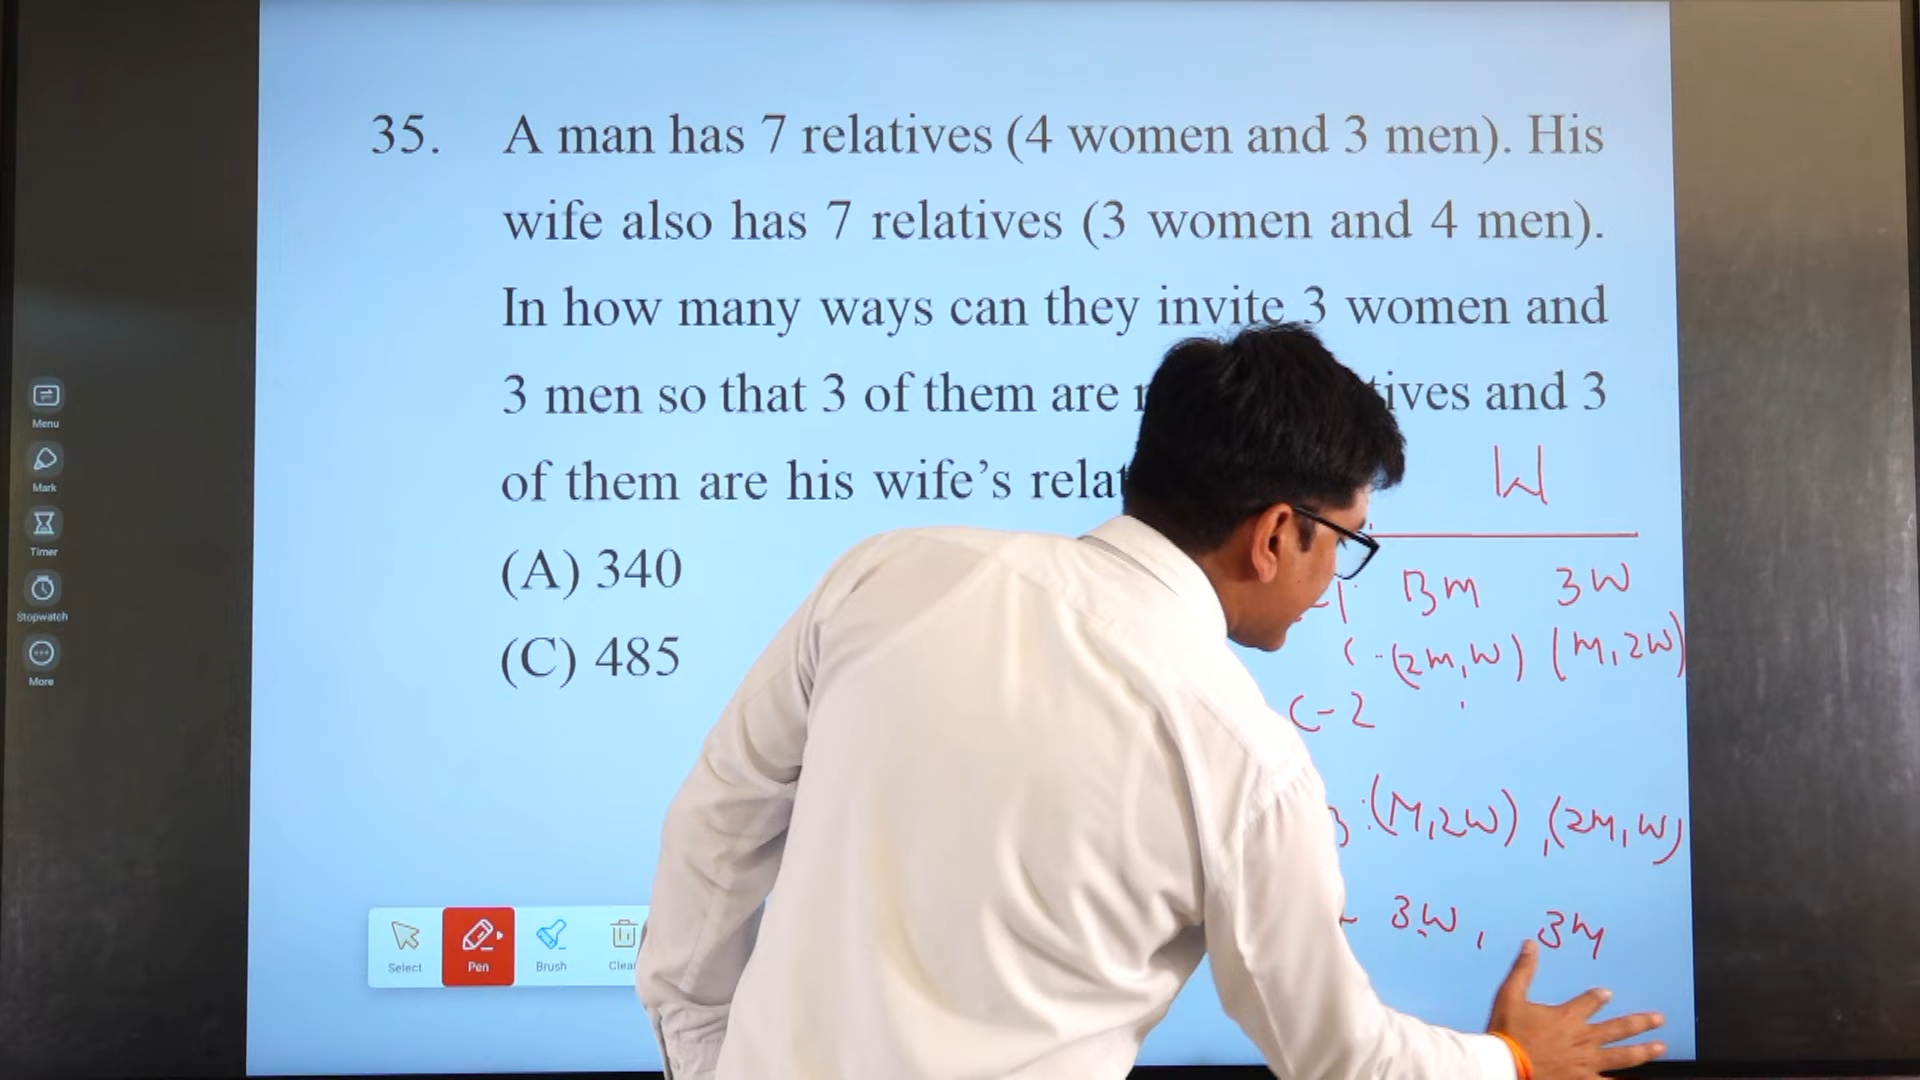 35. A man has 7 relatives (4 women and 3 men). His
wife also has 7 relatives (3 women and 4 men).
In how many ways can they invite 3 women and
3 men so that 3 of them are and 3
of them are his wife's
(A) 340
(C) 485
W
3M 3W
(2M, W) (M, 2W)
C-2
(M, 2W), (2M, W)
3W, 3M
Menu
Mark
Timer
Stopwatch
More
Select
Pen
Brush
Clear